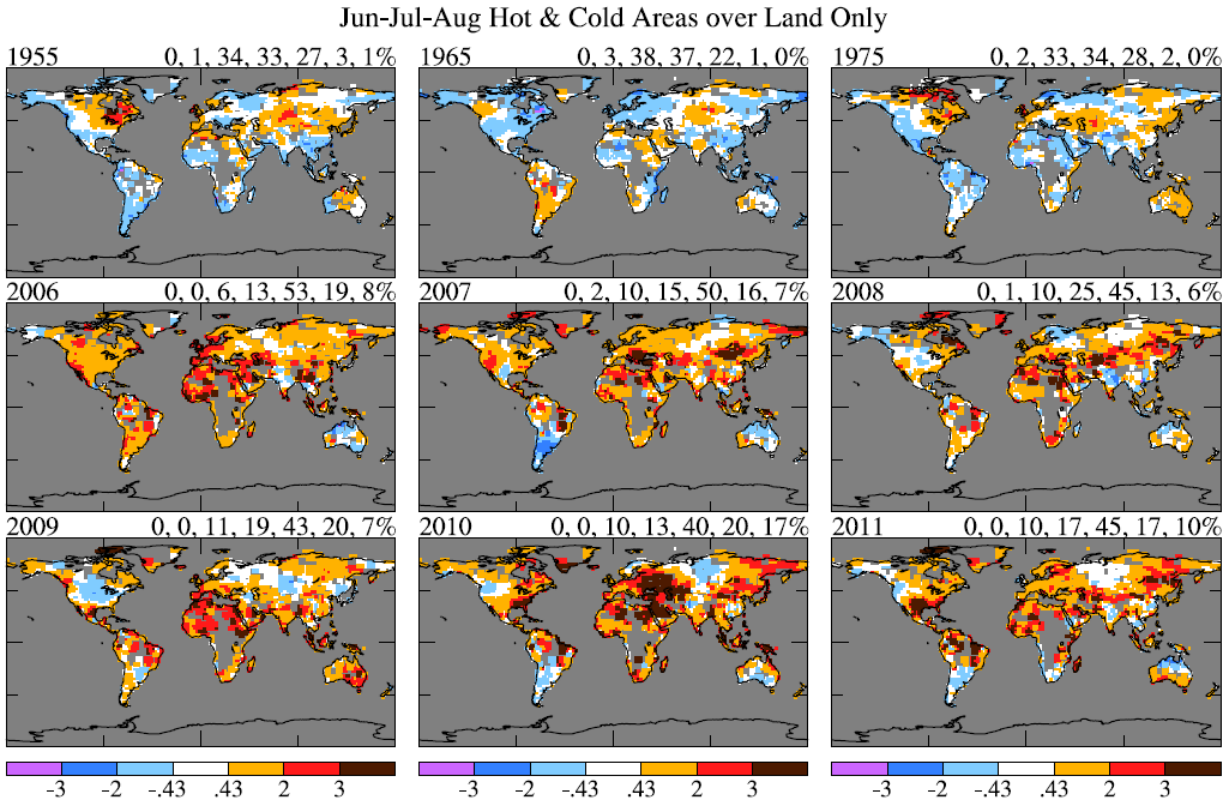 Jun-Jul-Aug Hot & Cold Areas over Land Only
1955 0, 1, 34, 33, 27, 3, 1% 1965 0, 3, 38, 37, 22, 1, 0% 1975 0, 2, 33, 34, 28, 2, 0%
2006 0, 0, 6, 13, 53, 19, 8% 2007 0, 2, 10, 15, 50, 16, 7% 2008 0, 1, 10, 25, 45, 13, 6%
2009 0, 0, 11, 19, 43, 20, 7% 2010 0, 0, 10, 13, 40, 20, 17% 2011 0, 0, 10, 17, 45, 17, 10%
-3 -2 -.43 .43 2 3 -3 -2 -.43 .43 2 3 -3 -2 -.43 .43 2 3